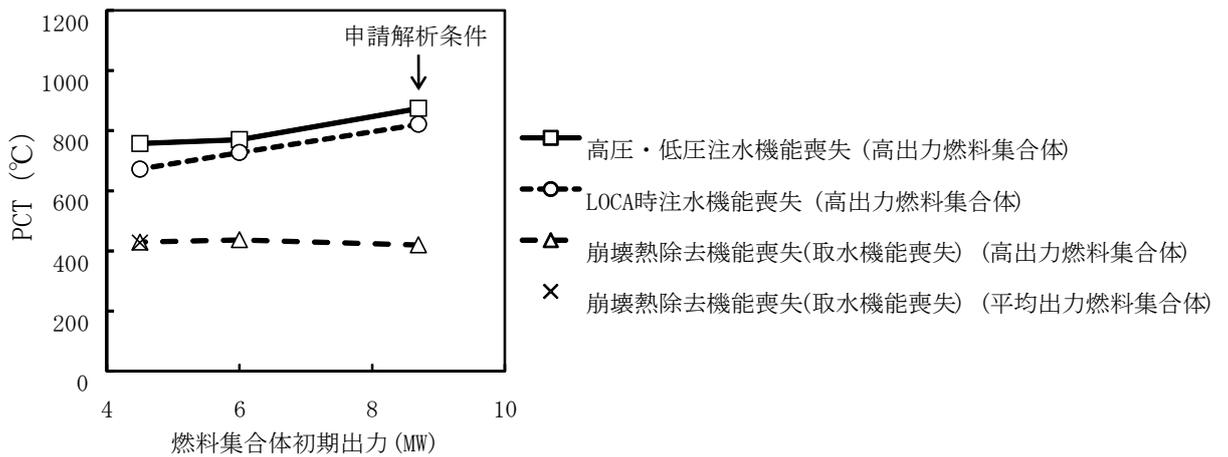 1200
1000
800
600
400
200
0
PCT (℃)
4
6
8
10
燃料集合体初期出力(MW)
申請解析条件
高圧・低圧注水機能喪失（高出力燃料集合体）
LOCA時注水機能喪失（高出力燃料集合体）
崩壊熱除去機能喪失(取水機能喪失)（高出力燃料集合体）
崩壊熱除去機能喪失(取水機能喪失)（平均出力燃料集合体）